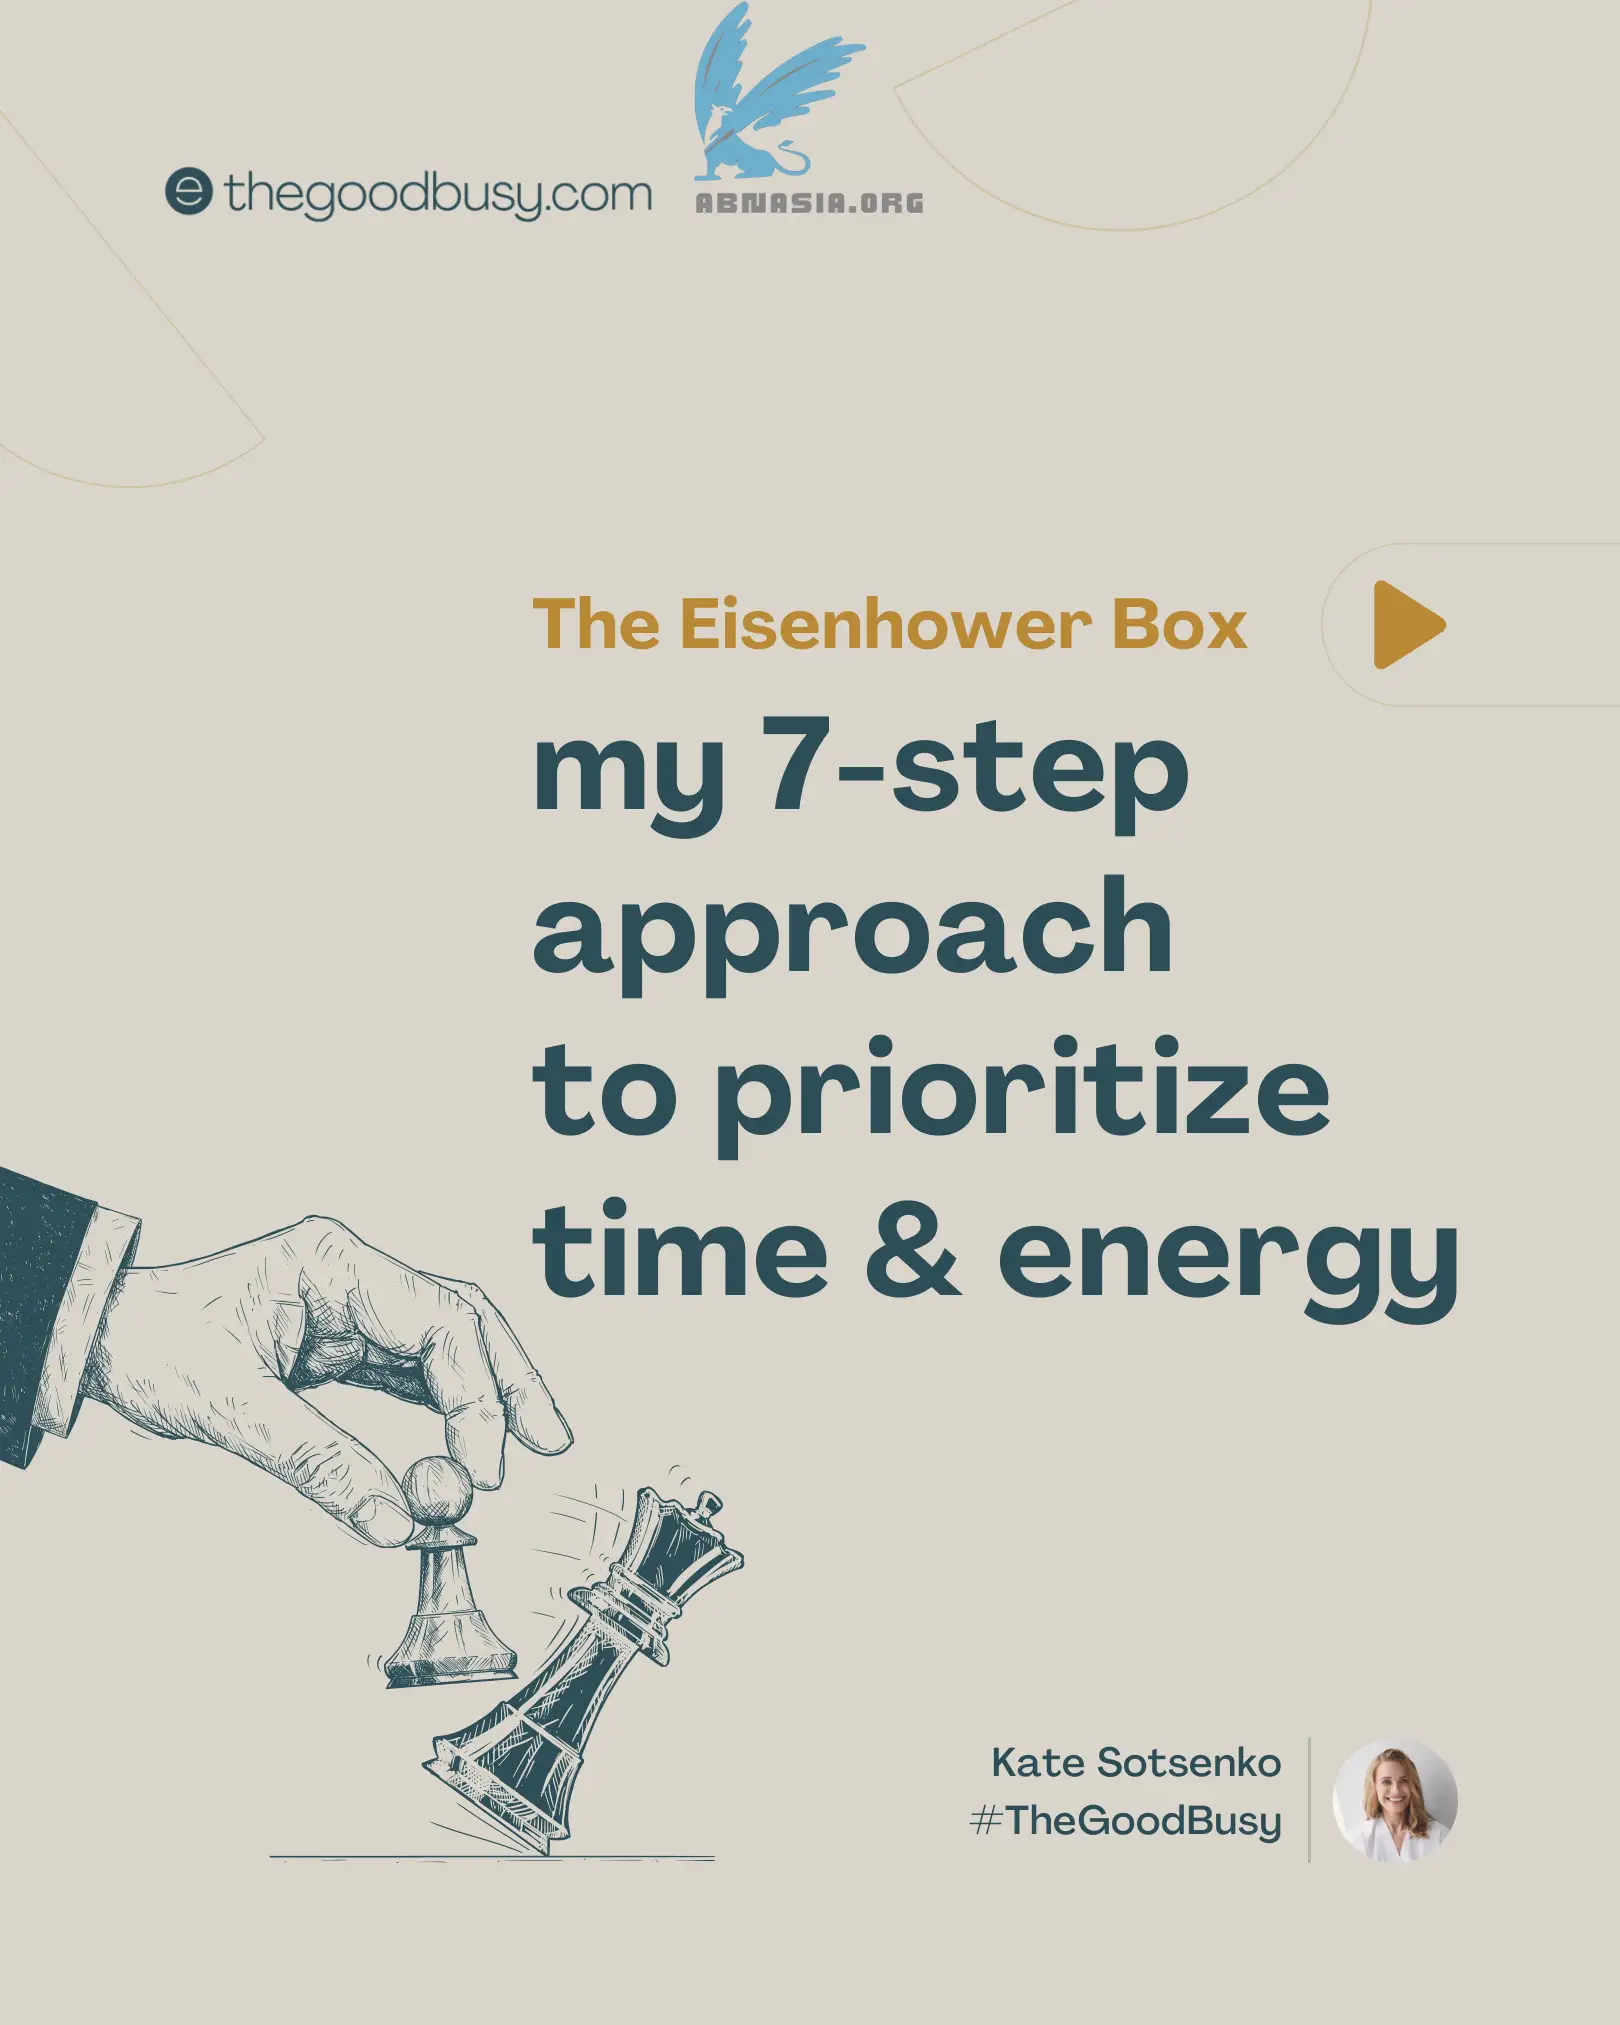 thegoodbusy.com
ABNASIA.ORG
The Eisenhower Box
my 7-step
approach
to prioritize
time & energy
Kate Sotsenko
#TheGoodBusy